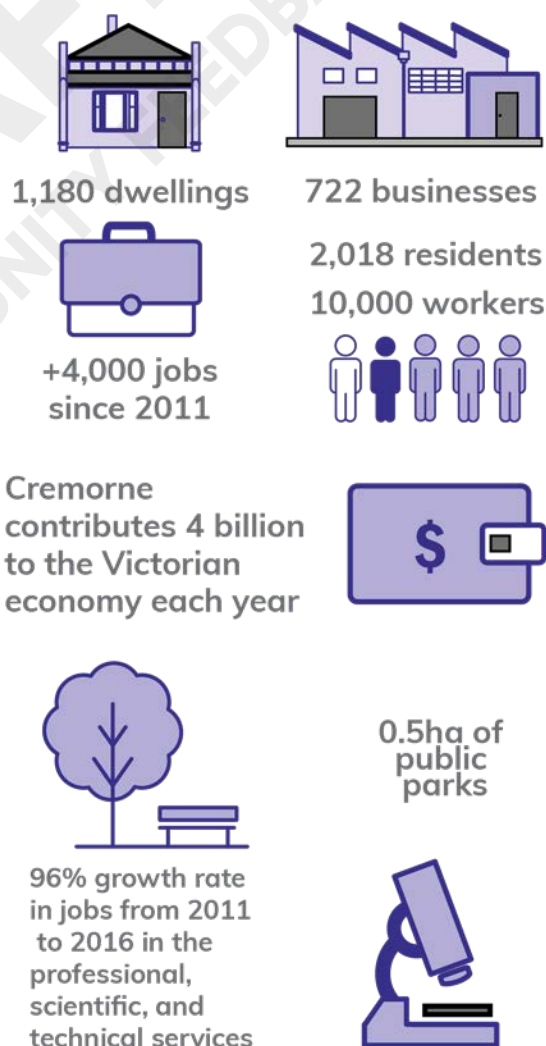 1,180 dwellings
722 businesses
2,018 residents
10,000 workers
+4,000 jobs
since 2011
Cremorne
contributes 4 billion
to the Victorian
economy each year
$
0.5ha of
public
parks
96% growth rate
in jobs from 2011
to 2016 in the
professional,
scientific, and
technical services